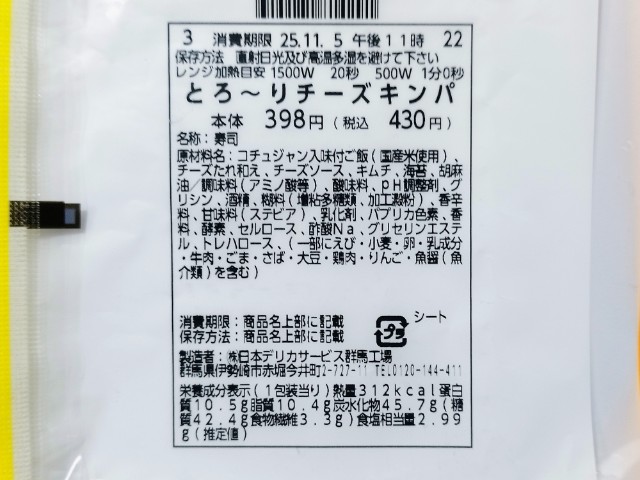 3 消費期限 25.11. 5 午後11時 22
保存方法 直射日光及び高温多湿を避けて下さい
レンジ加熱目安 1500W 20秒 500W 1分0秒
とろ～りチーズキンパ
本体 398円(税込 430円)
名称:寿司
原材料名:コチュジャン入味付ご飯(国産米使用)、
チーズたれ和え、チーズソース、キムチ、海苔、胡麻
油/調味料(アミノ酸等)、酸味料、pH調整剤、グ
リシン、酒精、糊料(増粘多糖類、加工澱粉)、香辛
料、甘味料(ステビア)、乳化剤、パプリカ色素、香
料、酵素、セルロース、酢酸Na、グリセリンエステ
ル、トレハロース、(一部にえび・小麦・卵・乳成分
・牛肉・ごま・さば・大豆・鶏肉・りんご・魚醤(魚
介類)を含む)
消費期限:商品名上部に記載
保存方法:商品名上部に記載
プラ シート
製造者:㈱日本デリカサービス群馬工場
群馬県伊勢崎市赤堀今井町2-727-11 TEL0120-144-411
栄養成分表示(1包装当り)熱量312kcal蛋白
質10.5g脂質10.4g炭水化物45.7g(糖
質42.4g食物繊維3.3g)食塩相当量2.99
g(推定値)